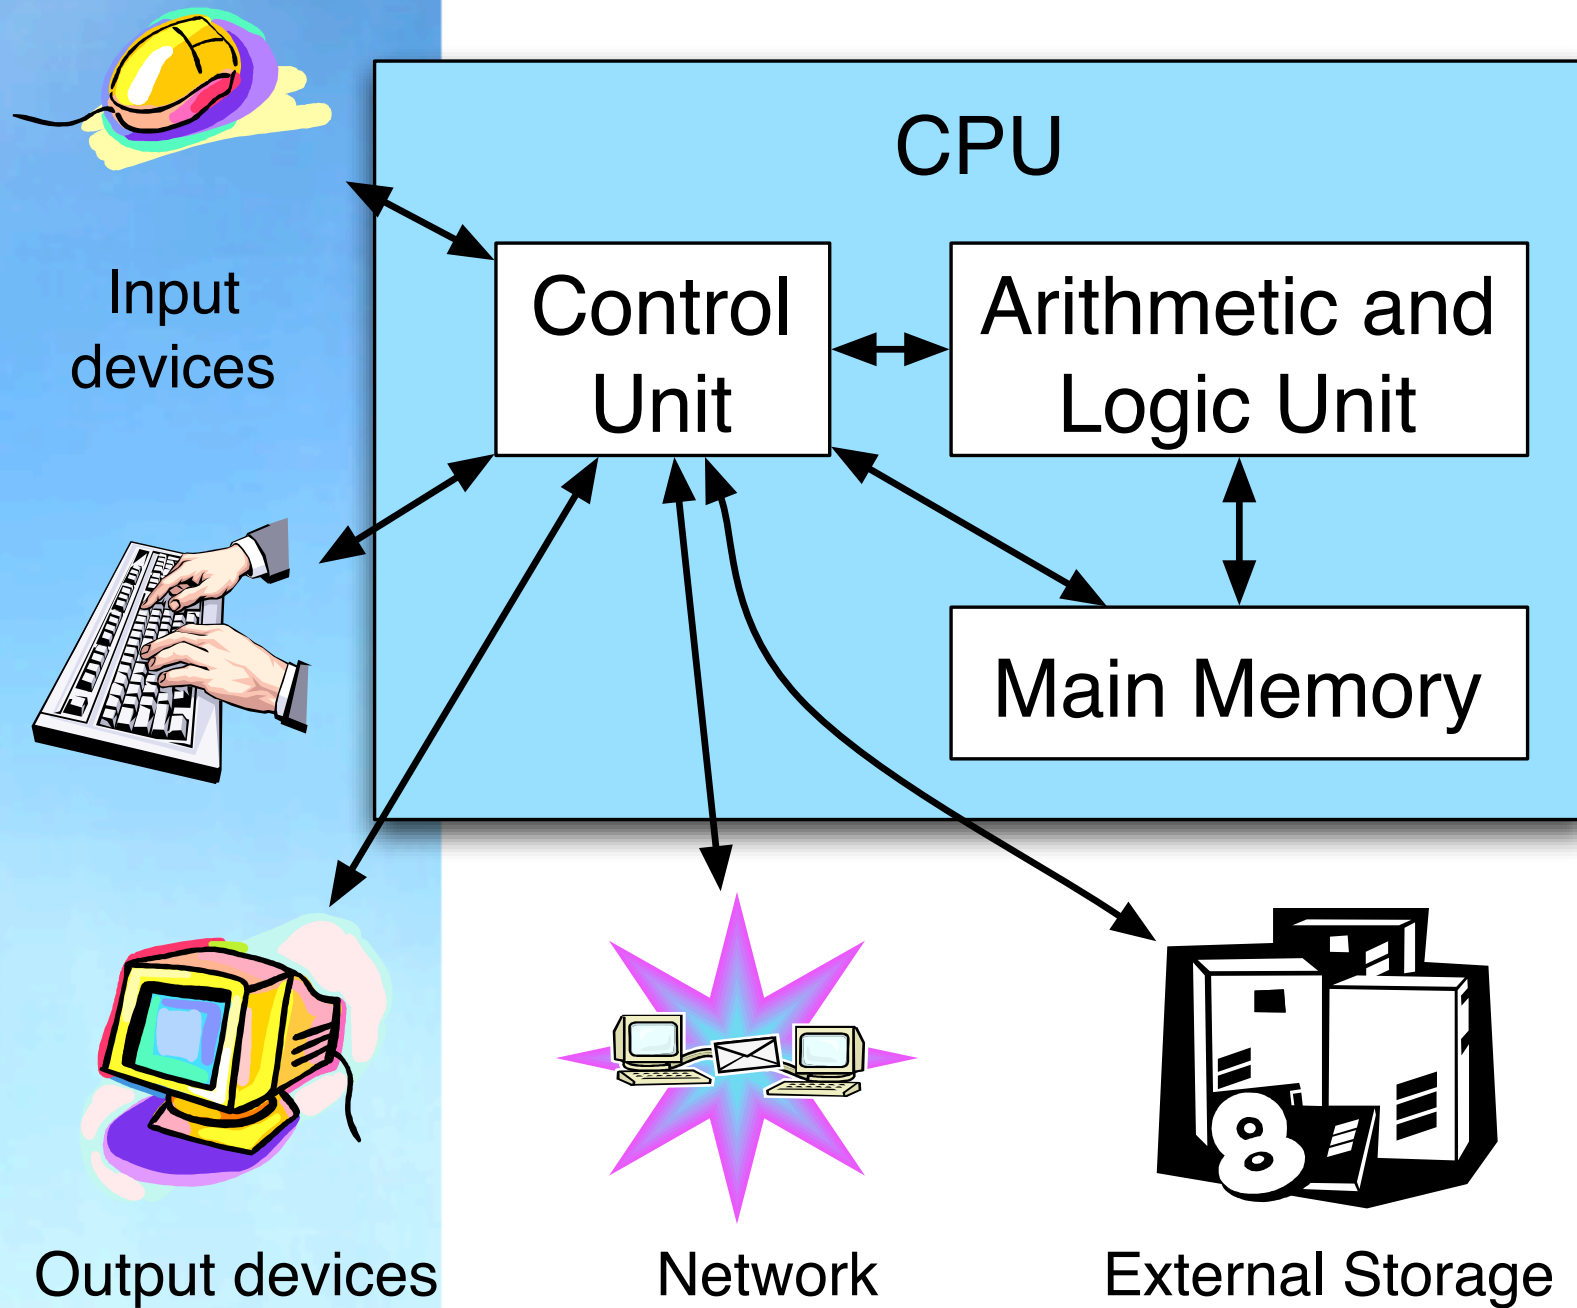 CPU
Input
devices
Control
Unit
Arithmetic and
Logic Unit
Main Memory
Output devices
Network
External Storage